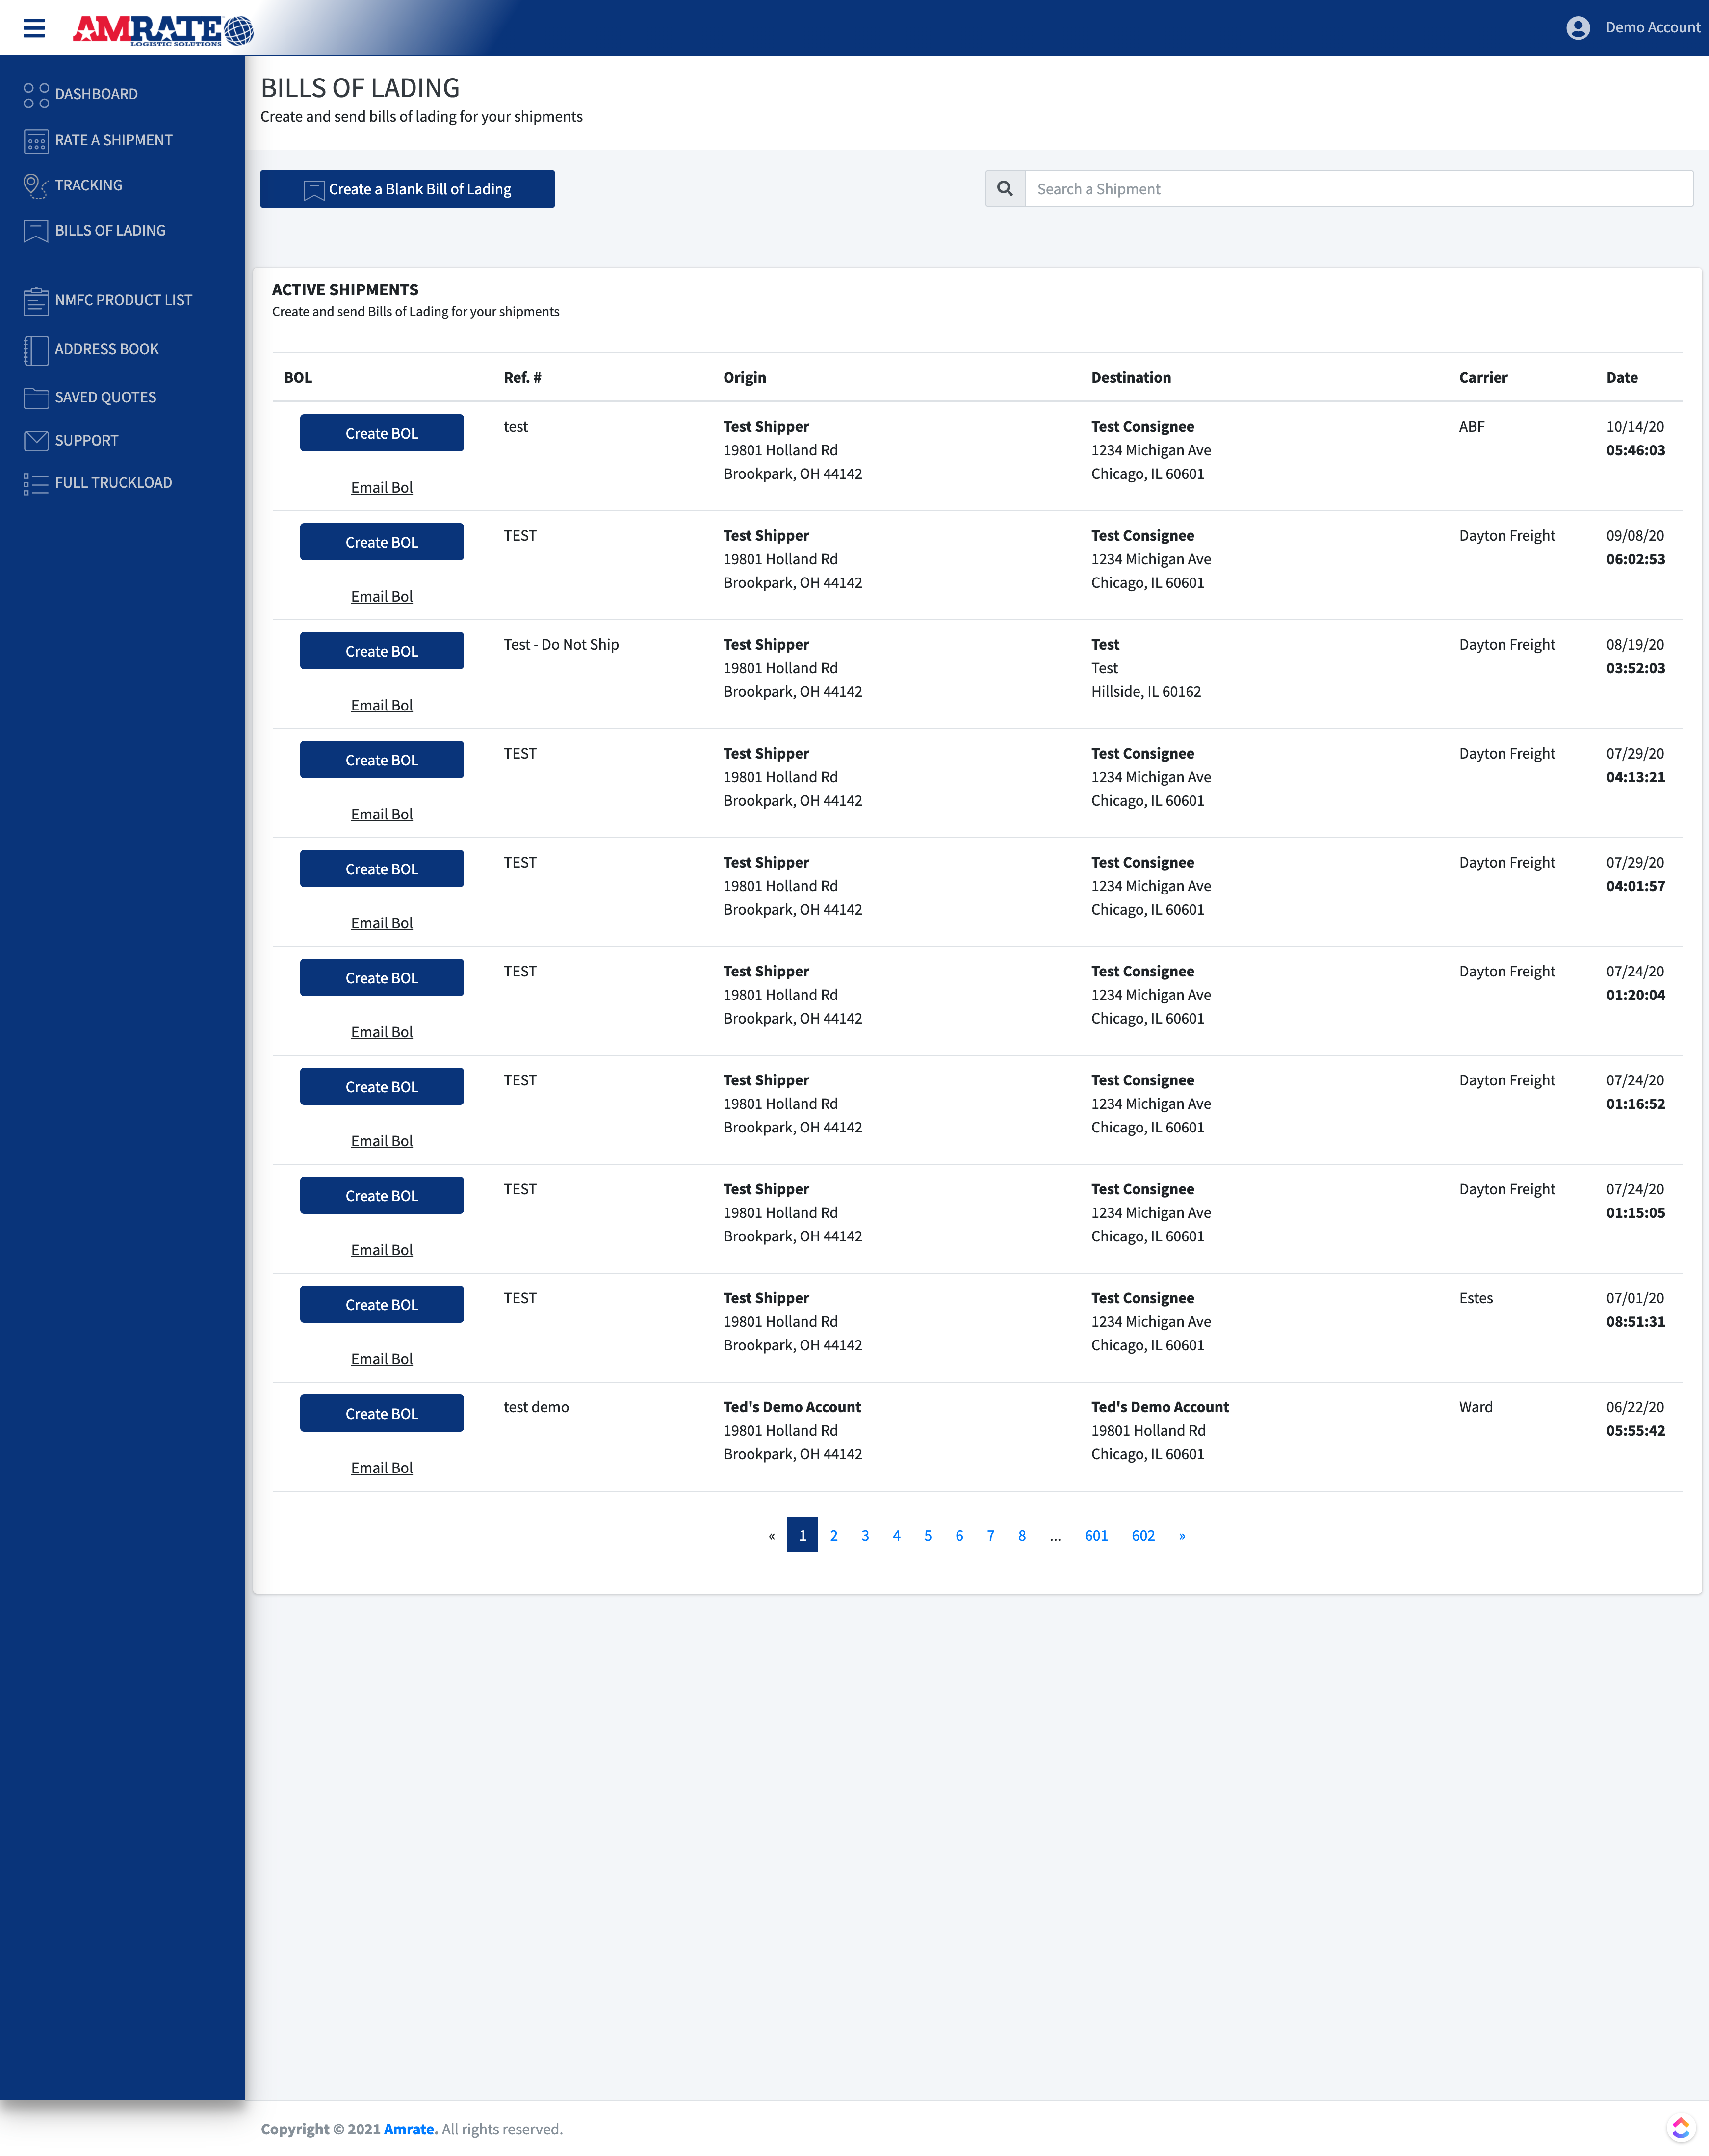 AMRATE
LOGISTIC SOLUTIONS
Demo Account
DASHBOARD
RATE A SHIPMENT
TRACKING
BILLS OF LADING
NMFC PRODUCT LIST
ADDRESS BOOK
SAVED QUOTES
SUPPORT
FULL TRUCKLOAD
BILLS OF LADING
Create and send bills of lading for your shipments
Create a Blank Bill of Lading
Search a Shipment
ACTIVE SHIPMENTS
Create and send Bills of Lading for your shipments
BOL Ref. # Origin Destination Carrier Date
Create BOL test Test Shipper Test Consignee ABF 10/14/20
19801 Holland Rd 1234 Michigan Ave 05:46:03
Brookpark, OH 44142 Chicago, IL 60601
Email Bol
Create BOL TEST Test Shipper Test Consignee Dayton Freight 09/08/20
19801 Holland Rd 1234 Michigan Ave 06:02:53
Brookpark, OH 44142 Chicago, IL 60601
Email Bol
Create BOL Test - Do Not Ship Test Shipper Test Dayton Freight 08/19/20
19801 Holland Rd Test 03:52:03
Brookpark, OH 44142 Hillside, IL 60162
Email Bol
Create BOL TEST Test Shipper Test Consignee Dayton Freight 07/29/20
19801 Holland Rd 1234 Michigan Ave 04:13:21
Brookpark, OH 44142 Chicago, IL 60601
Email Bol
Create BOL TEST Test Shipper Test Consignee Dayton Freight 07/29/20
19801 Holland Rd 1234 Michigan Ave 04:01:57
Brookpark, OH 44142 Chicago, IL 60601
Email Bol
Create BOL TEST Test Shipper Test Consignee Dayton Freight 07/24/20
19801 Holland Rd 1234 Michigan Ave 01:20:04
Brookpark, OH 44142 Chicago, IL 60601
Email Bol
Create BOL TEST Test Shipper Test Consignee Dayton Freight 07/24/20
19801 Holland Rd 1234 Michigan Ave 01:16:52
Brookpark, OH 44142 Chicago, IL 60601
Email Bol
Create BOL TEST Test Shipper Test Consignee Dayton Freight 07/24/20
19801 Holland Rd 1234 Michigan Ave 01:15:05
Brookpark, OH 44142 Chicago, IL 60601
Email Bol
Create BOL TEST Test Shipper Test Consignee Estes 07/01/20
19801 Holland Rd 1234 Michigan Ave 08:51:31
Brookpark, OH 44142 Chicago, IL 60601
Email Bol
Create BOL test demo Ted's Demo Account Ted's Demo Account Ward 06/22/20
19801 Holland Rd 19801 Holland Rd 05:55:42
Brookpark, OH 44142 Chicago, IL 60601
Email Bol
« 1 2 3 4 5 6 7 8 ... 601 602 »
Copyright © 2021 Amrate. All rights reserved.